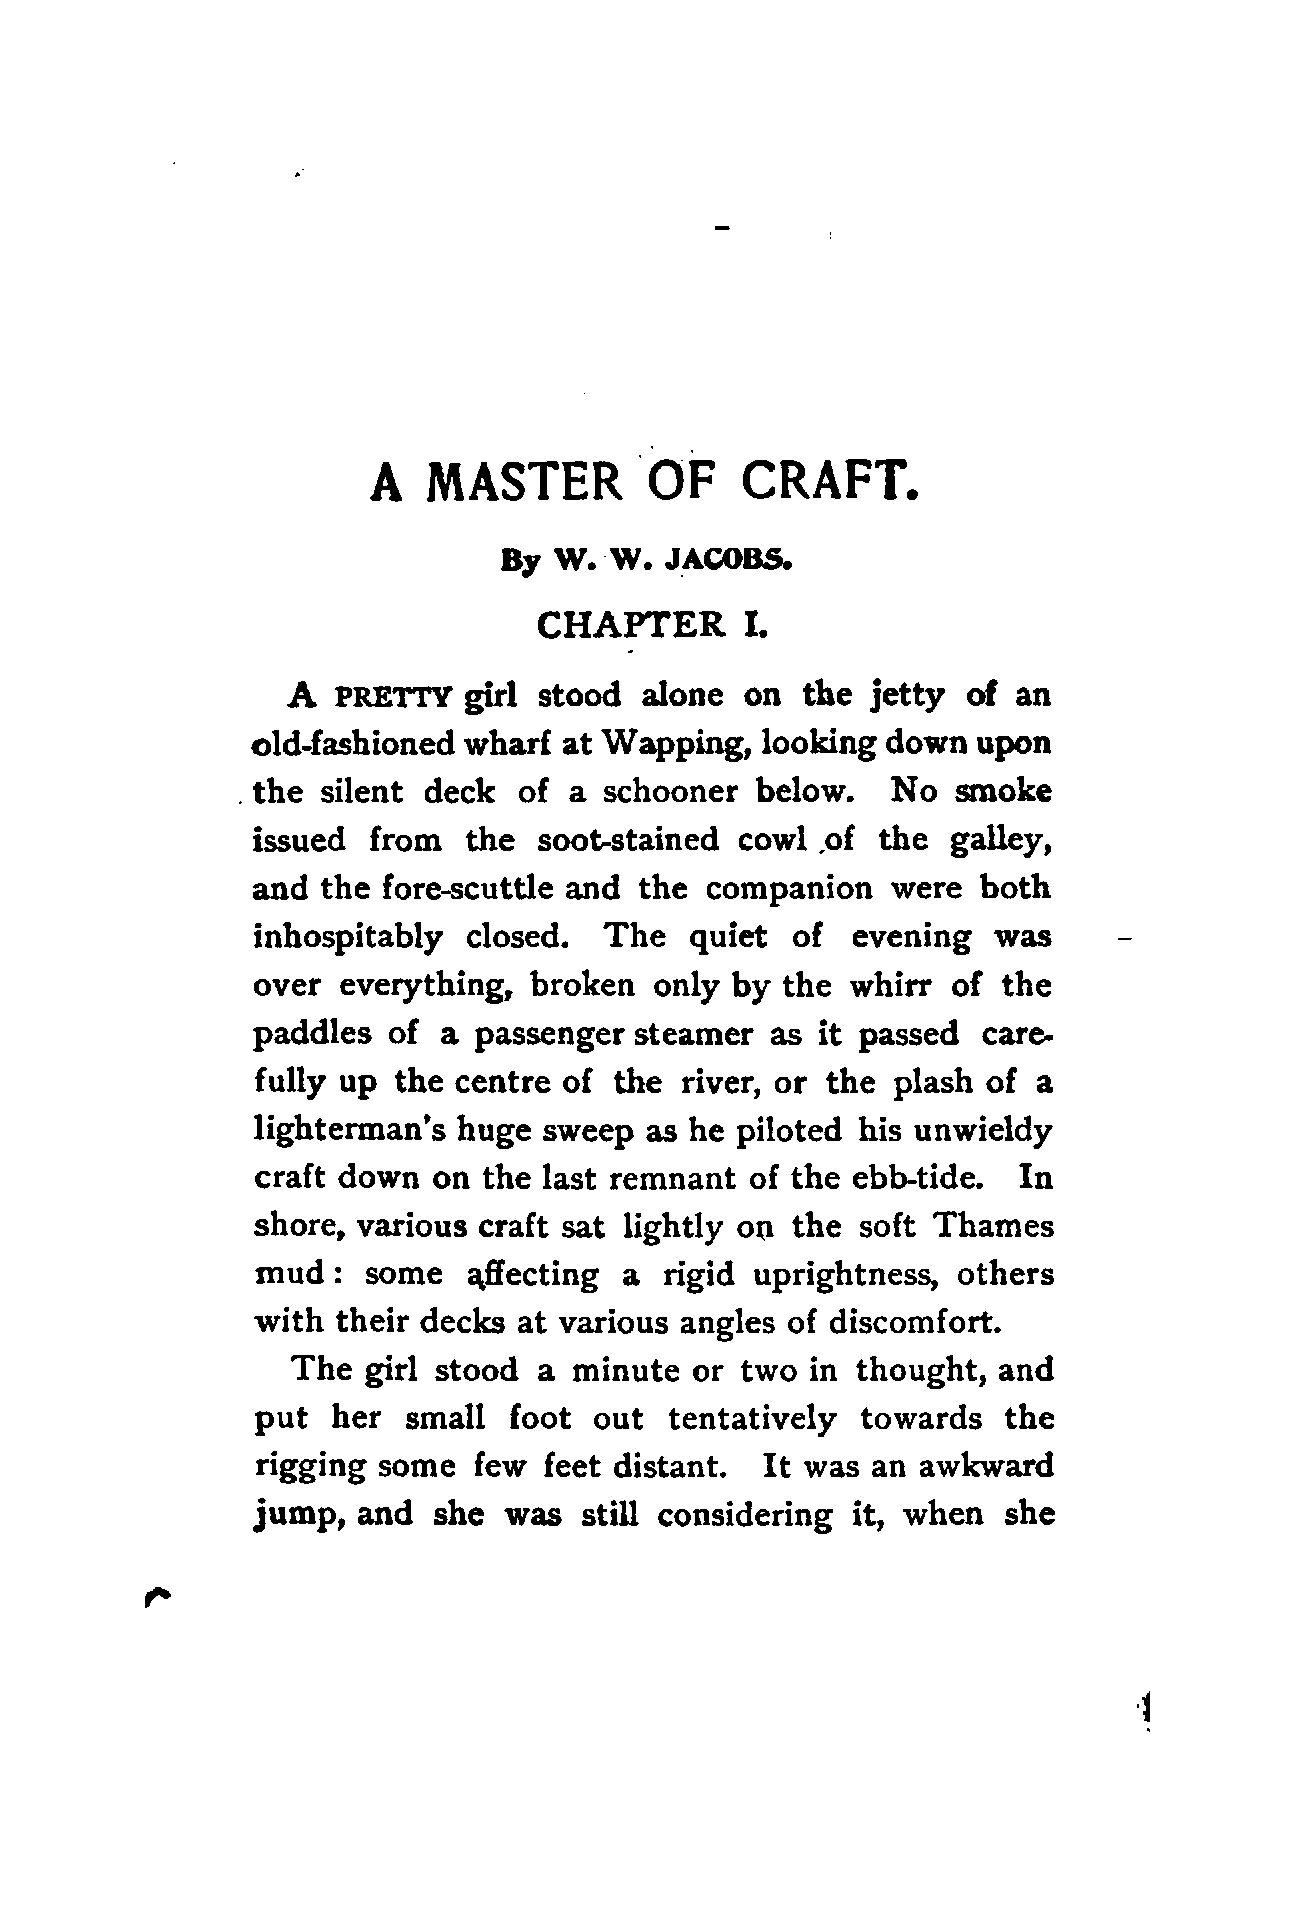 A MASTER OF CRAFT.
By W. W. JACOBS.
CHAPTER I.
A PRETTY girl stood alone on the jetty of an
old-fashioned wharf at Wapping, looking down upon
the silent deck of a schooner below. No smoke
issued from the soot-stained cowl of the galley,
and the fore-scuttle and the companion were both
inhospitably closed. The quiet of evening was
over everything, broken only by the whirr of the
paddles of a passenger steamer as it passed care-
fully up the centre of the river, or the plash of a
lighterman's huge sweep as he piloted his unwieldy
craft down on the last remnant of the ebb-tide. In
shore, various craft sat lightly on the soft Thames
mud: some affecting a rigid uprightness, others
with their decks at various angles of discomfort.
The girl stood a minute or two in thought, and
put her small foot out tentatively towards the
rigging some few feet distant. It was an awkward
jump, and she was still considering it, when she